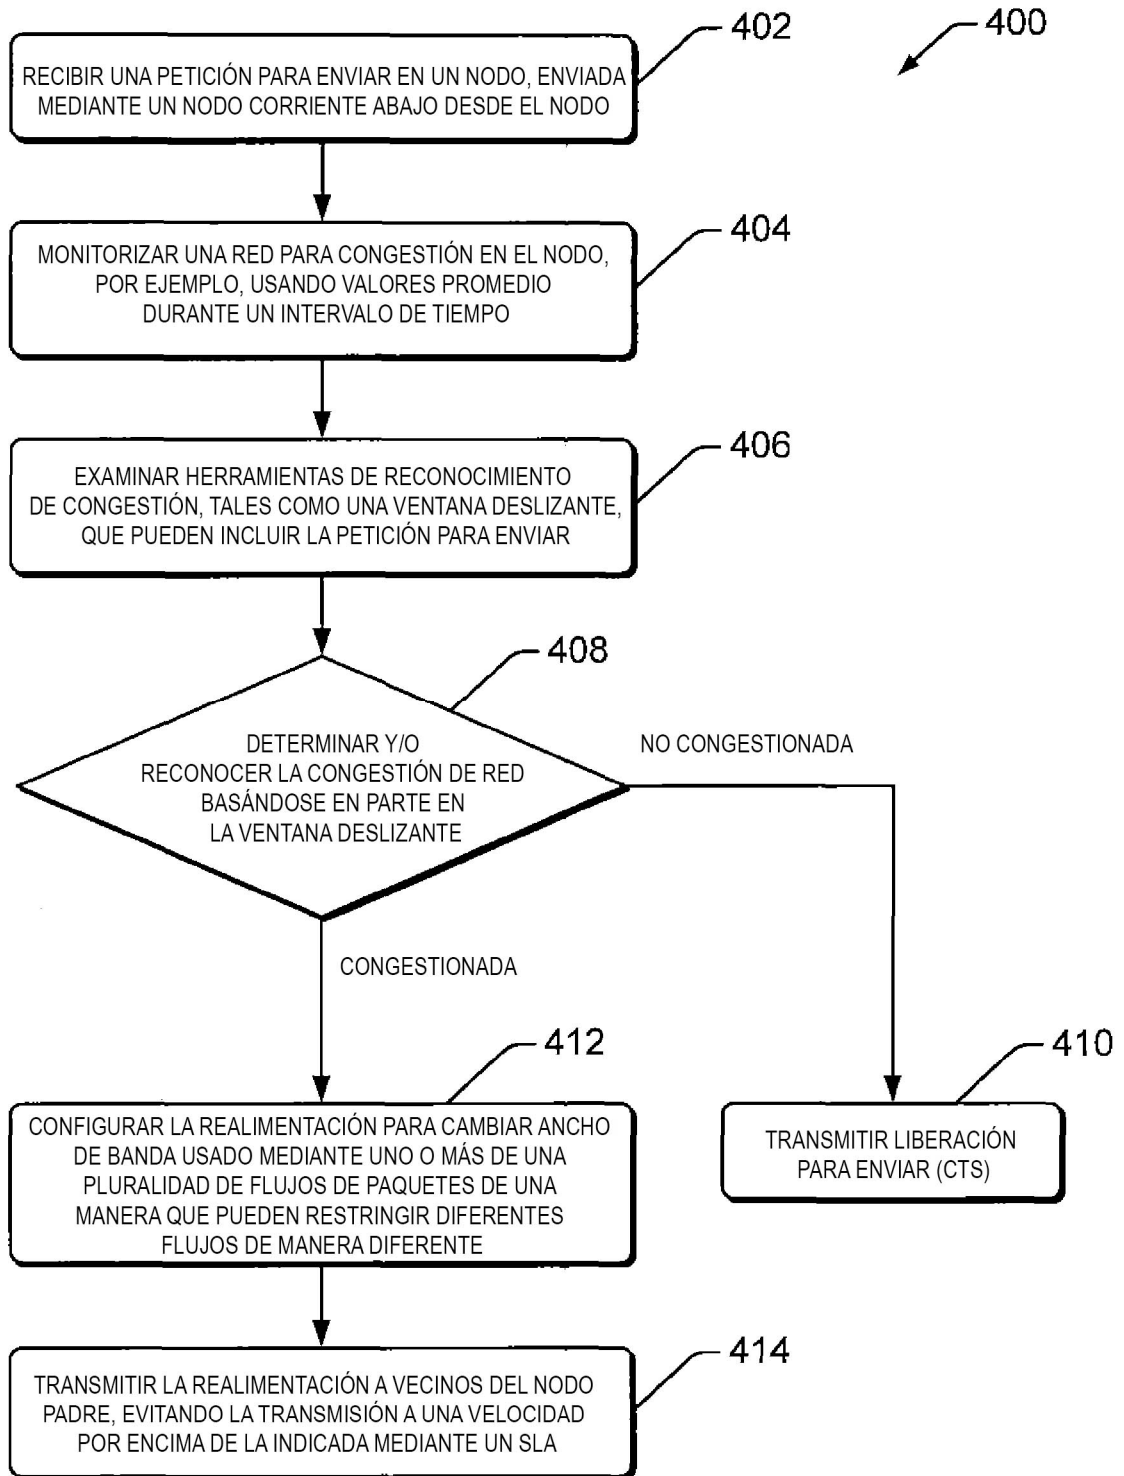 402
400
RECIBIR UNA PETICIÓN PARA ENVIAR EN UN NODO, ENVIADA
MEDIANTE UN NODO CORRIENTE ABAJO DESDE EL NODO
404
MONITORIZAR UNA RED PARA CONGESTIÓN EN EL NODO,
POR EJEMPLO, USANDO VALORES PROMEDIO
DURANTE UN INTERVALO DE TIEMPO
406
EXAMINAR HERRAMIENTAS DE RECONOCIMIENTO
DE CONGESTIÓN, TALES COMO UNA VENTANA DESLIZANTE,
QUE PUEDEN INCLUIR LA PETICIÓN PARA ENVIAR
408
DETERMINAR Y/O
RECONOCER LA CONGESTIÓN DE RED
BASÁNDOSE EN PARTE EN
LA VENTANA DESLIZANTE
NO CONGESTIONADA
CONGESTIONADA
412
CONFIGURAR LA REALIMENTACIÓN PARA CAMBIAR ANCHO
DE BANDA USADO MEDIANTE UNO O MÁS DE UNA
PLURALIDAD DE FLUJOS DE PAQUETES DE UNA
MANERA QUE PUEDEN RESTRINGIR DIFERENTES
FLUJOS DE MANERA DIFERENTE
410
TRANSMITIR LIBERACIÓN
PARA ENVIAR (CTS)
414
TRANSMITIR LA REALIMENTACIÓN A VECINOS DEL NODO
PADRE, EVITANDO LA TRANSMISIÓN A UNA VELOCIDAD
POR ENCIMA DE LA INDICADA MEDIANTE UN SLA